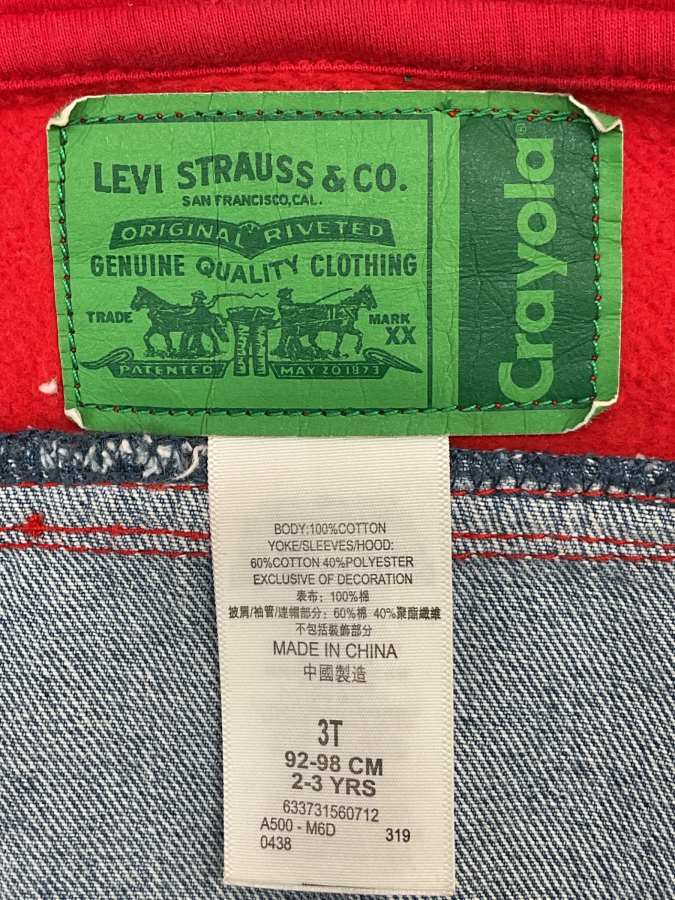 LEVI STRAUSS & CO.
SAN FRANCISCO, CAL.
ORIGINAL RIVETED
GENUINE QUALITY CLOTHING
TRADE MARK
XX
PATENTED MAY 20 1873
Crayola®
BODY:100%COTTON
YOKE/SLEEVES/HOOD:
60%COTTON 40%POLYESTER
EXCLUSIVE OF DECORATION
表布：100%棉
披肩/袖管/連帽部分：60%棉 40%聚酯纖維
不包括裝飾部分
MADE IN CHINA
中國製造
3T
92-98 CM
2-3 YRS
633731560712
A500 - M6D 319
0438